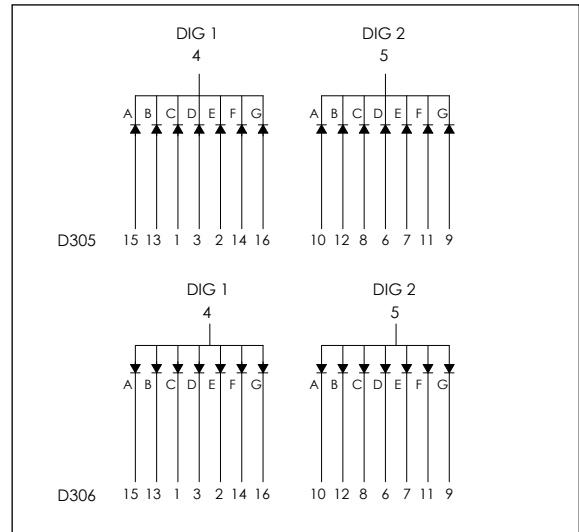 DIG 1 DIG 2
4 5
A B C D E F G A B C D E F G
D305 15 13 1 3 2 14 16 10 12 8 6 7 11 9
DIG 1 DIG 2
4 5
A B C D E F G A B C D E F G
D306 15 13 1 3 2 14 16 10 12 8 6 7 11 9